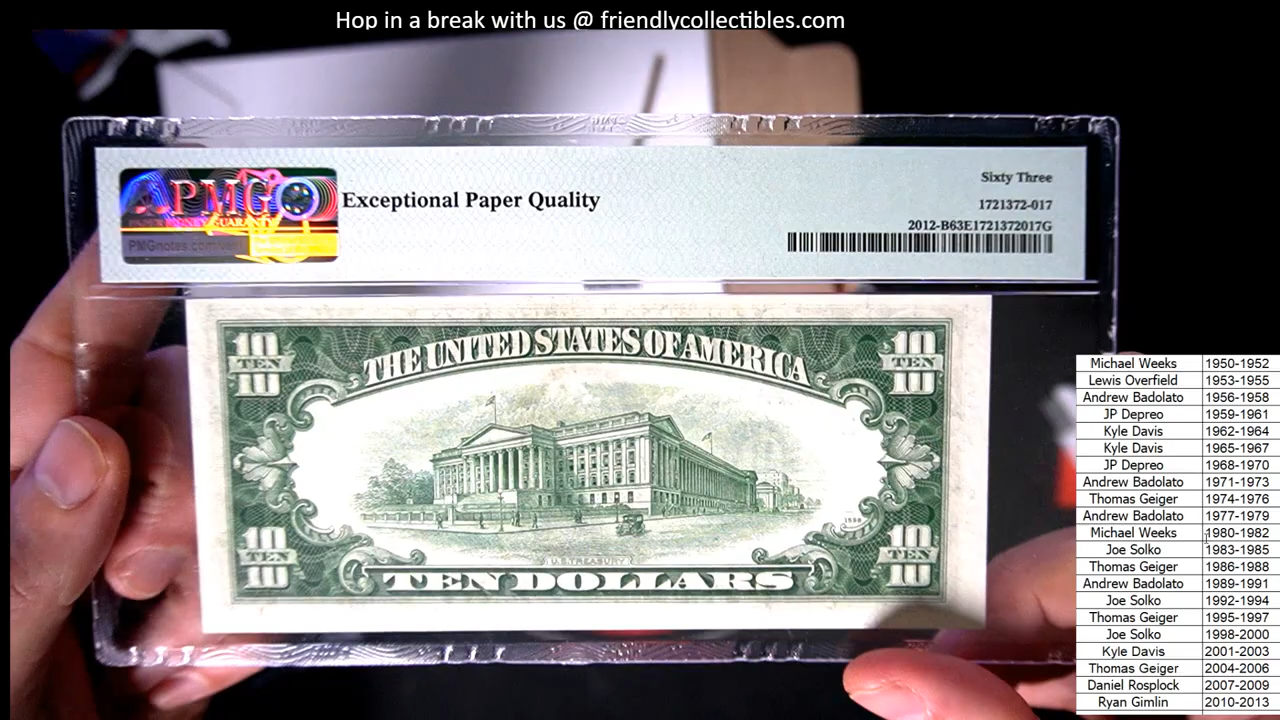 Hop in a break with us @ friendlycollectibles.com
PMG
Exceptional Paper Quality
Sixty Three
1721372-017
2012-B63E1721372017G
10 TEN 10
THE UNITED STATES OF AMERICA
10 TEN 10
10 TEN 10
U.S. TREASURY
TEN DOLLARS
10 TEN 10
Michael Weeks 1950-1952
Lewis Overfield 1953-1955
Andrew Badolato 1956-1958
JP Depreo 1959-1961
Kyle Davis 1962-1964
Kyle Davis 1965-1967
JP Depreo 1968-1970
Andrew Badolato 1971-1973
Thomas Geiger 1974-1976
Andrew Badolato 1977-1979
Michael Weeks 1980-1982
Joe Solko 1983-1985
Thomas Geiger 1986-1988
Andrew Badolato 1989-1991
Joe Solko 1992-1994
Thomas Geiger 1995-1997
Joe Solko 1998-2000
Kyle Davis 2001-2003
Thomas Geiger 2004-2006
Daniel Rosplock 2007-2009
Ryan Gimlin 2010-2013